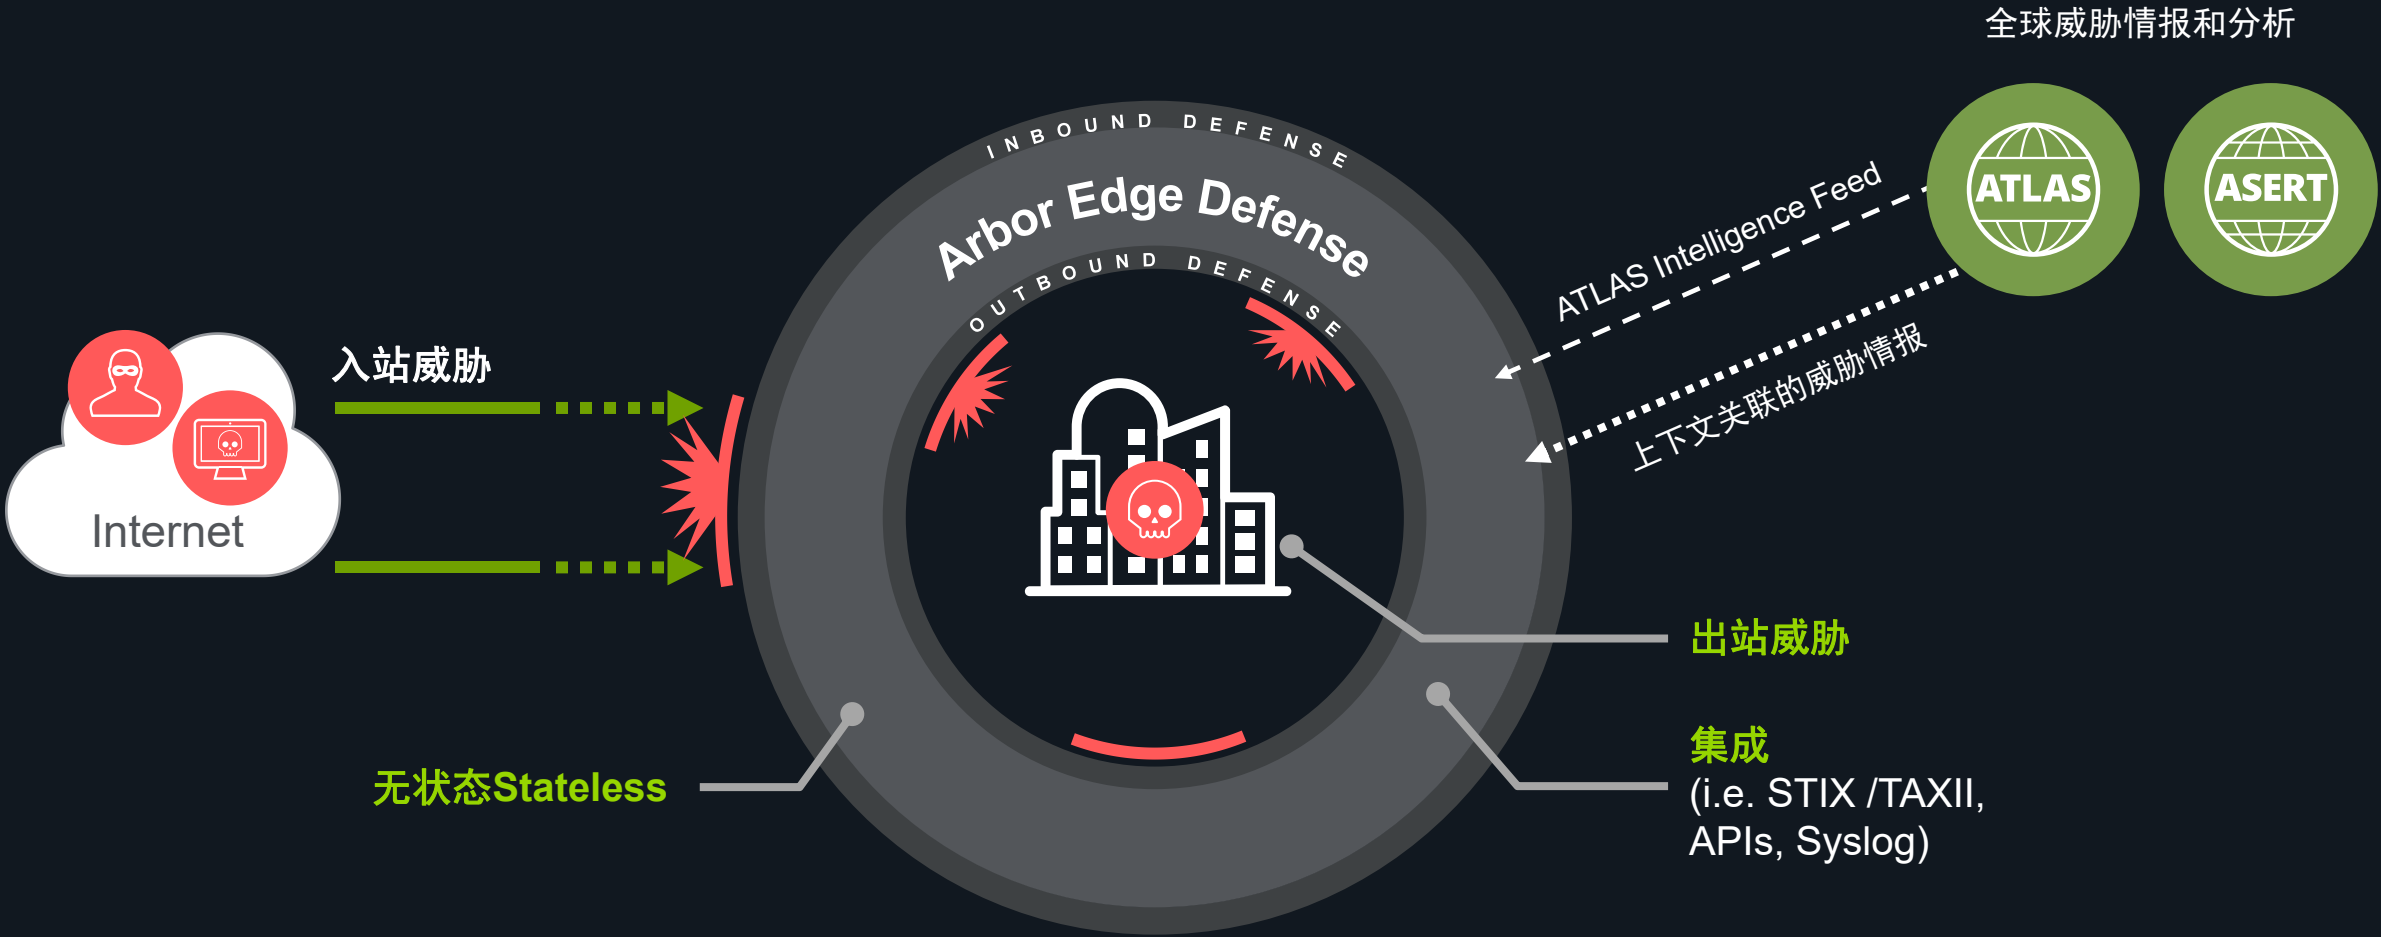 全球威胁情报和分析
INBOUND DEFENSE
Arbor Edge Defense
OUTBOUND DEFENSE
ATLAS
ASERT
ATLAS Intelligence Feed
上下文关联的威胁情报
入站威胁
Internet
出站威胁
集成
(i.e. STIX /TAXII,
APIs, Syslog)
无状态Stateless